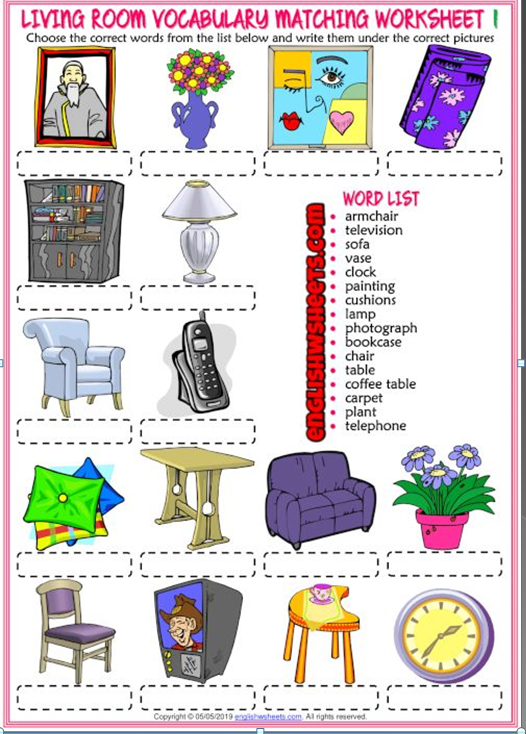 LIVING ROOM VOCABULARY MATCHING WORKSHEET 1
Choose the correct words from the list below and write them under the correct pictures
WORD LIST
armchair
television
sofa
vase
clock
painting
cushions
lamp
photograph
bookcase
chair
table
coffee table
carpet
plant
telephone
englishwsheets.com
Copyright © 05/05/2019 englishwsheets.com. All rights reserved.